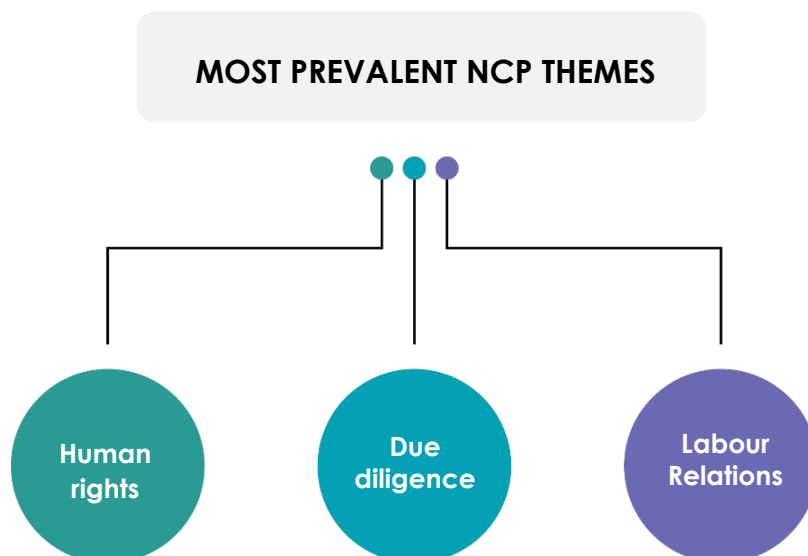 MOST PREVALENT NCP THEMES
Human
rights
Due
diligence
Labour
Relations